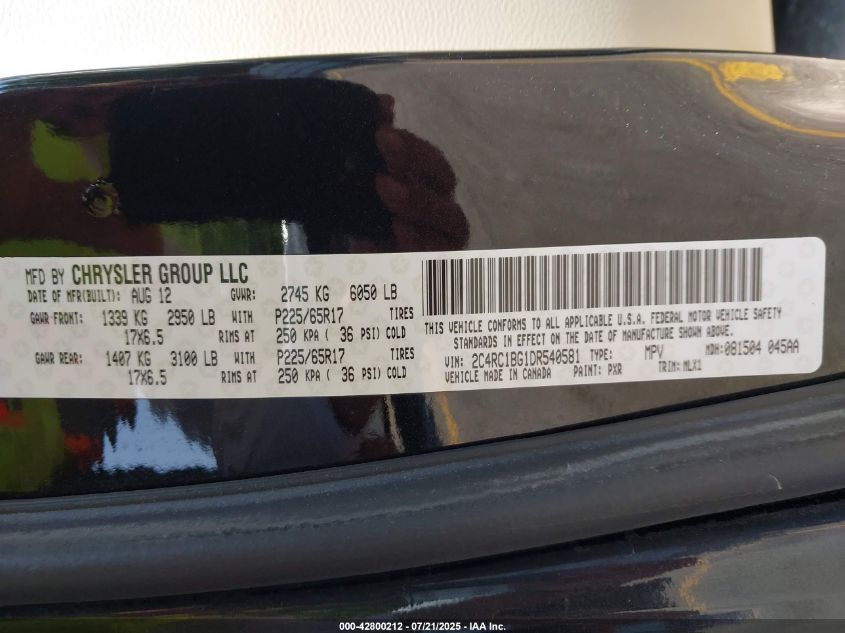 MFD BY CHRYSLER GROUP LLC
DATE OF MFR(BUILT): AUG 12 GVWR: 2745 KG 6050 LB
GAWR FRONT: 1339 KG 2950 LB WITH P225/65R17 TIRES
17X6.5 RIMS AT 250 KPA ( 36 PSI) COLD
GAWR REAR: 1407 KG 3100 LB WITH P225/65R17 TIRES
17X6.5 RIMS AT 250 KPA ( 36 PSI) COLD
THIS VEHICLE CONFORMS TO ALL APPLICABLE U.S.A. FEDERAL MOTOR VEHICLE SAFETY
STANDARDS IN EFFECT ON THE DATE OF MANUFACTURE SHOWN ABOVE.
VIN: 2C4RC1BG1DR540581 TYPE: MPV MDH: 081504 045AA
VEHICLE MADE IN CANADA PAINT: PXR TRIM: MLX1
000-42800212 - 07/21/2025 - IAA Inc.